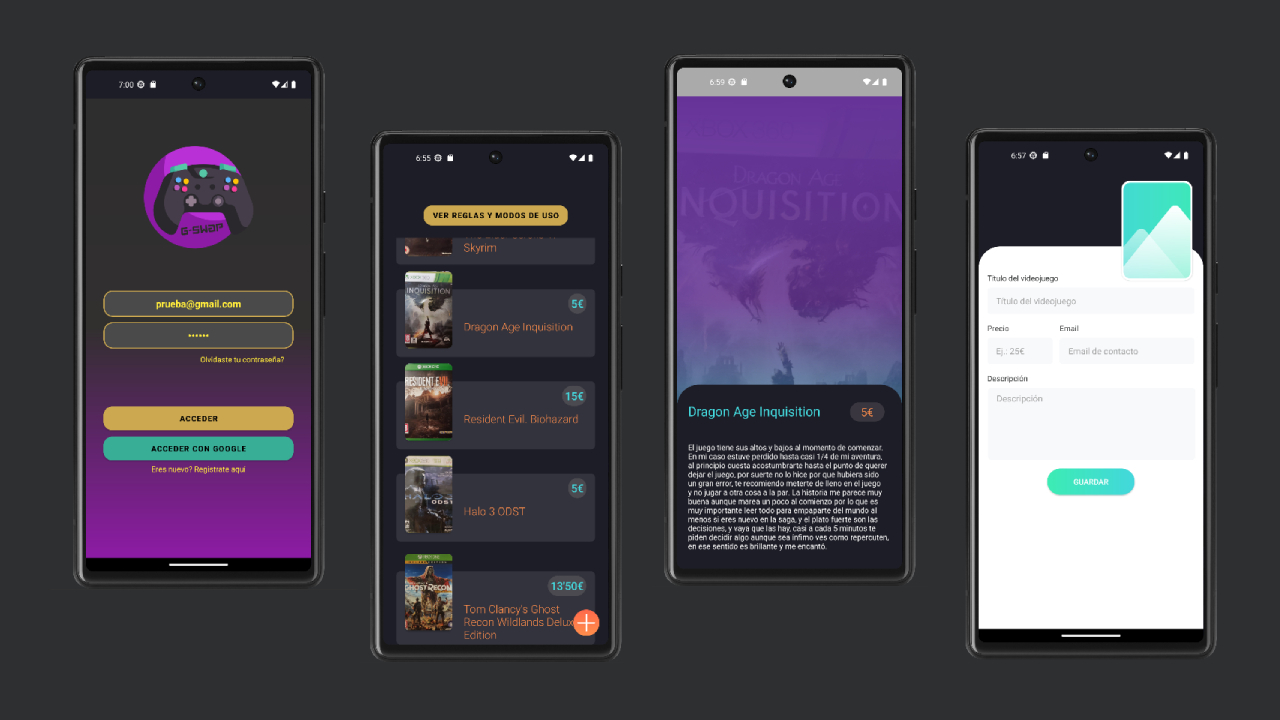 7:00
G-SWAP
prueba@gmail.com
••••••
Olvidaste tu contraseña?
ACCEDER
ACCEDER CON GOOGLE
Eres nuevo? Registrate aquí
6:55
VER REGLAS Y MODOS DE USO
Skyrim
INQUISITION
5€
Dragon Age Inquisition
RESIDENT EVIL
15€
Resident Evil. Biohazard
ODST
5€
Halo 3 ODST
GHOST RECON
13'50€
Tom Clancy's Ghost
Recon Wildlands Delux
Edition
6:59
DRAGON AGE
INQUISITION
Dragon Age Inquisition
5€
El juego tiene sus altos y bajos al momento de comenzar.
En mi caso estuve perdido hasta casi 1/4 de mi aventura,
al principio cuesta acostumbrarte hasta el punto de querer
dejar el juego, por suerte no lo hice por que hubiera sido
un gran error, te recomiendo meterte de lleno en el juego
y no jugar a otra cosa a la par. La historia me parece muy
buena aunque marea un poco al comienzo por lo que es
muy importante leer todo para empaparte del mundo al
menos si eres nuevo en la saga, y el plato fuerte son las
decisiones, y vaya que las hay, casi a cada 5 minutos te
piden decidir algo aunque sea infimo ves como repercuten,
en ese sentido es brillante y me encantó.
6:57
Título del videojuego
Título del videojuego
Precio
Email
Ej.: 25€
Email de contacto
Descripción
Descripción
GUARDAR